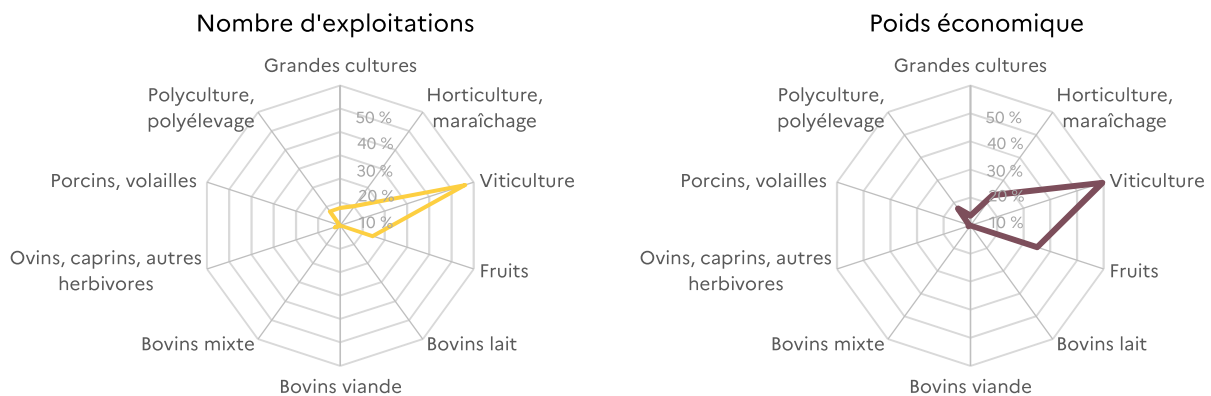 Nombre d'exploitations
Grandes cultures
Polyculture,
polyélevage
Horticulture,
maraîchage
50 %
40 %
30 %
20 %
10 %
Porcins, volailles
Viticulture
Ovins, caprins, autres
herbivores
Fruits
Bovins mixte
Bovins lait
Bovins viande
Poids économique
Grandes cultures
Polyculture,
polyélevage
Horticulture,
maraîchage
50 %
40 %
30 %
20 %
10 %
Porcins, volailles
Viticulture
Ovins, caprins, autres
herbivores
Fruits
Bovins mixte
Bovins lait
Bovins viande